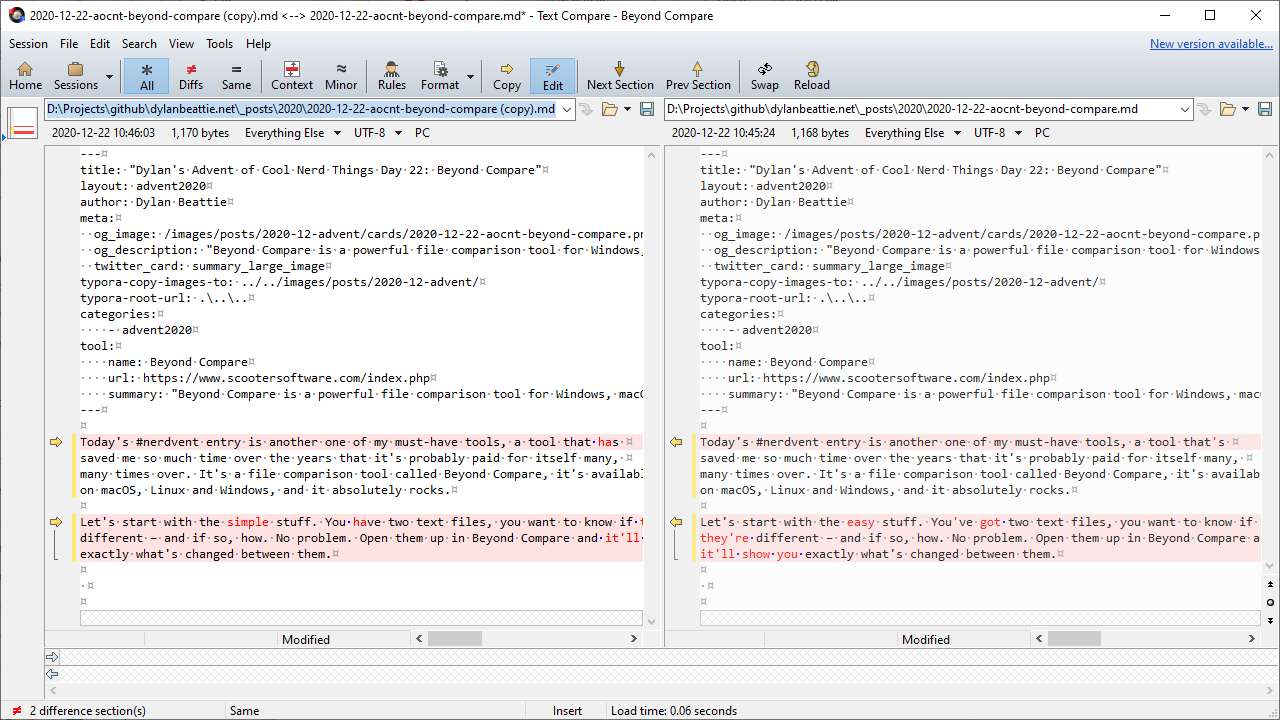 2020-12-22-aocnt-beyond-compare (copy).md <--> 2020-12-22-aocnt-beyond-compare.md* - Text Compare - Beyond Compare
Session File Edit Search View Tools Help New version available...
Home Sessions All Diffs Same Context Minor Rules Format Copy Edit Next Section Prev Section Swap Reload
D:\Projects\github\dylanbeattie.net\_posts\2020\2020-12-22-aocnt-beyond-compare (copy).md
2020-12-22 10:46:03 1,170 bytes Everything Else UTF-8 PC
---¤
title: "Dylan's Advent of Cool Nerd Things Day 22: Beyond Compare"¤
layout: advent2020¤
author: Dylan Beattie¤
meta:¤
og_image: /images/posts/2020-12-advent/cards/2020-12-22-aocnt-beyond-compare.pn
og_description: "Beyond Compare is a powerful file comparison tool for Windows,
twitter_card: summary_large_image¤
typora-copy-images-to: ../../images/posts/2020-12-advent/¤
typora-root-url: .\..\..¤
categories:¤
- advent2020¤
tool:¤
name: Beyond Compare¤
url: https://www.scootersoftware.com/index.php¤
summary: "Beyond Compare is a powerful file comparison tool for Windows, macO
---¤
¤
Today's #nerdvent entry is another one of my must-have tools, a tool that has ¤
saved me so much time over the years that it's probably paid for itself many, ¤
many times over. It's a file comparison tool called Beyond Compare, it's availabl
on macOS, Linux and Windows, and it absolutely rocks.¤
¤
Let's start with the simple stuff. You have two text files, you want to know if t
different – and if so, how. No problem. Open them up in Beyond Compare and it'll
exactly what's changed between them.¤
¤
¤
¤
Modified
D:\Projects\github\dylanbeattie.net\_posts\2020\2020-12-22-aocnt-beyond-compare.md
2020-12-22 10:45:24 1,168 bytes Everything Else UTF-8 PC
---¤
title: "Dylan's Advent of Cool Nerd Things Day 22: Beyond Compare"¤
layout: advent2020¤
author: Dylan Beattie¤
meta:¤
og_image: /images/posts/2020-12-advent/cards/2020-12-22-aocnt-beyond-compare.pn
og_description: "Beyond Compare is a powerful file comparison tool for Windows
twitter_card: summary_large_image¤
typora-copy-images-to: ../../images/posts/2020-12-advent/¤
typora-root-url: .\..\..¤
categories:¤
- advent2020¤
tool:¤
name: Beyond Compare¤
url: https://www.scootersoftware.com/index.php¤
summary: "Beyond Compare is a powerful file comparison tool for Windows, mac
---¤
¤
Today's #nerdvent entry is another one of my must-have tools, a tool that's ¤
saved me so much time over the years that it's probably paid for itself many, ¤
many times over. It's a file comparison tool called Beyond Compare, it's availab
on macOS, Linux and Windows, and it absolutely rocks.¤
¤
Let's start with the easy stuff. You've got two text files, you want to know if
they're different – and if so, how. No problem. Open them up in Beyond Compare a
it'll show you exactly what's changed between them.¤
¤
¤
¤
Modified
2 difference section(s) Same Insert Load time: 0.06 seconds